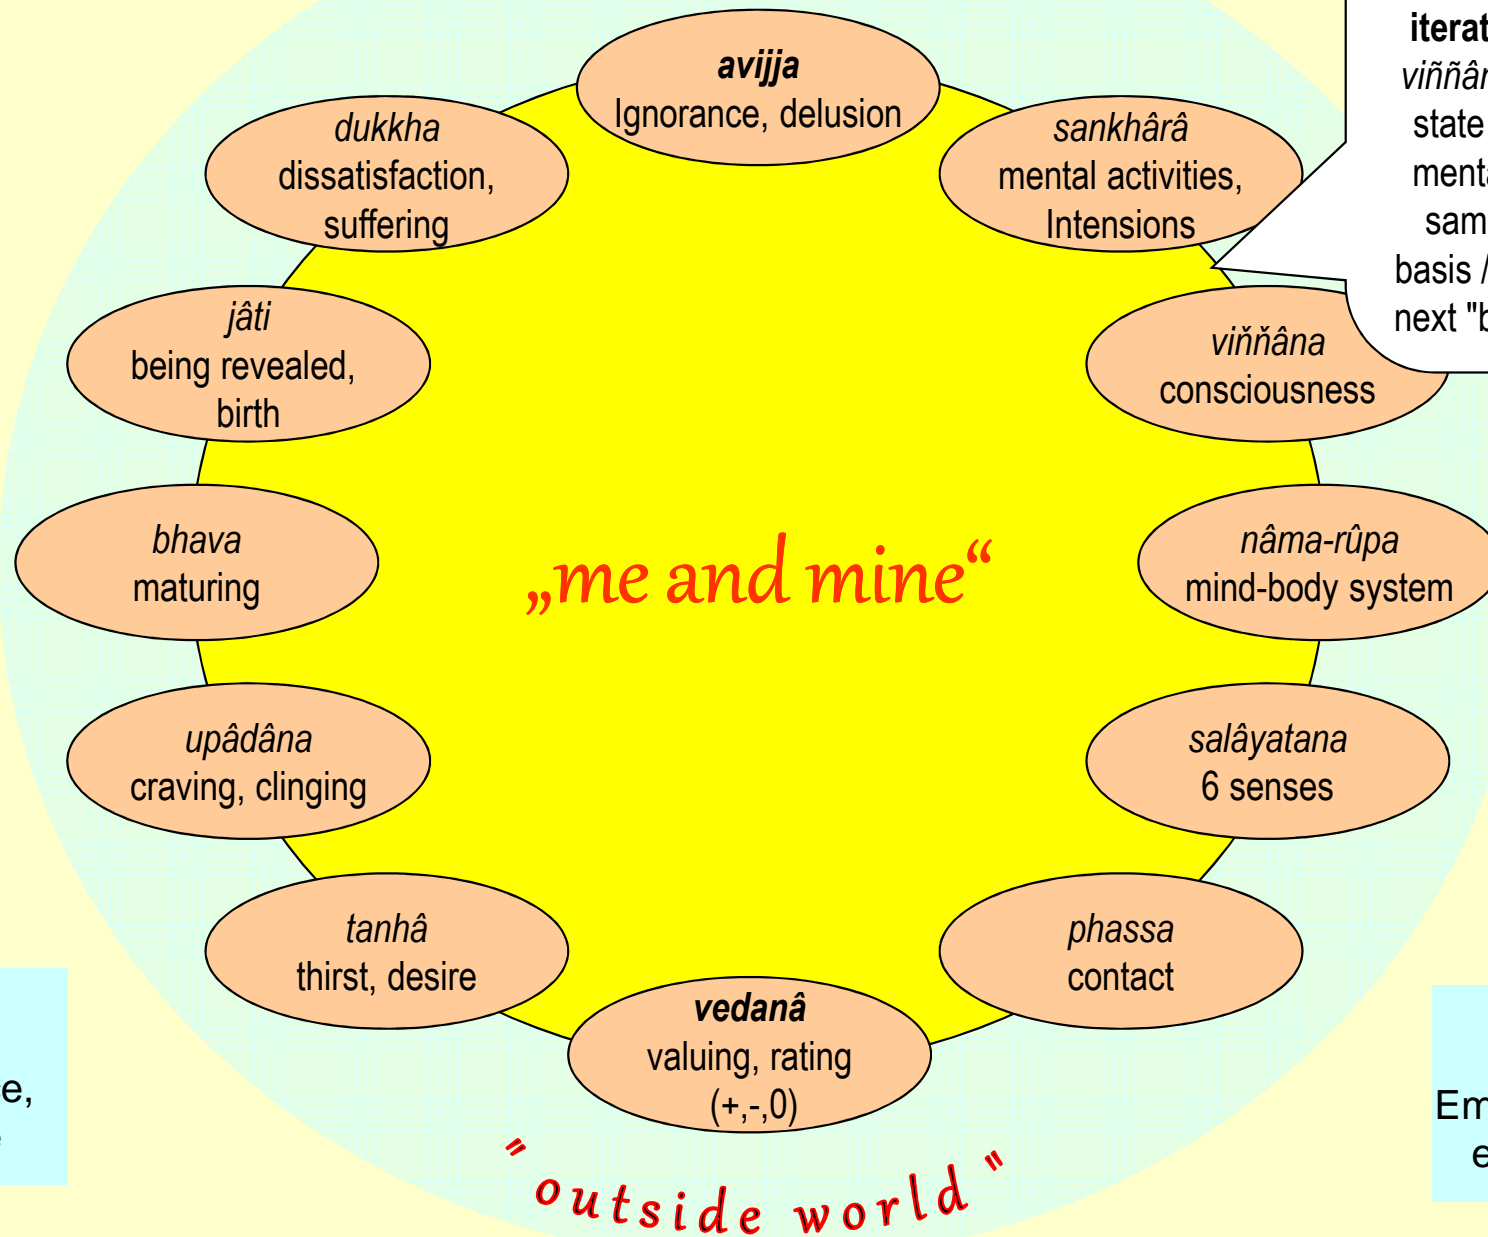 avijja
Ignorance, delusion
sankhârâ
mental activities,
Intensions
viňňâna
consciousness
nâma-rûpa
mind-body system
salâyatana
6 senses
phassa
contact
vedanâ
valuing, rating
(+,-,0)
tanhâ
thirst, desire
upâdâna
craving, clinging
bhava
maturing
jâti
being revealed,
birth
dukkha
dissatisfaction,
suffering
„me and mine“
"outside world"
state
basis /
next "b